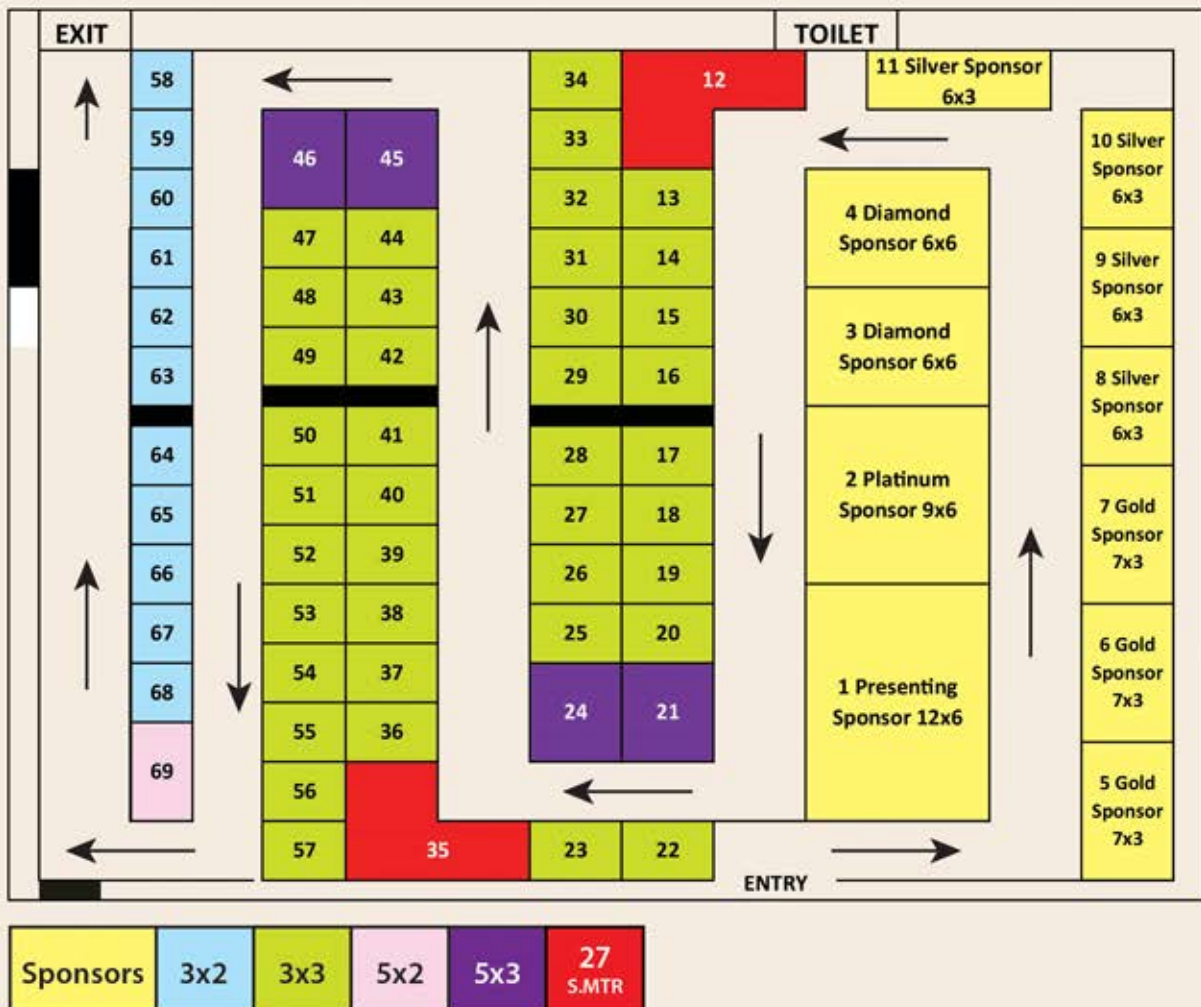 EXIT
TOILET
58
34
12
11 Silver Sponsor
6x3
59
46
45
33
10 Silver
Sponsor
6x3
60
32
13
4 Diamond
Sponsor 6x6
47
44
61
31
14
9 Silver
Sponsor
6x3
48
43
62
30
15
3 Diamond
Sponsor 6x6
49
42
63
29
16
8 Silver
Sponsor
6x3
50
41
64
28
17
2 Platinum
Sponsor 9x6
51
40
65
27
18
7 Gold
Sponsor
7x3
52
39
66
26
19
53
38
67
25
20
6 Gold
Sponsor
7x3
54
37
68
24
21
1 Presenting
Sponsor 12x6
55
36
69
56
5 Gold
Sponsor
7x3
57
35
23
22
ENTRY
Sponsors
3x2
3x3
5x2
5x3
27
S.MTR